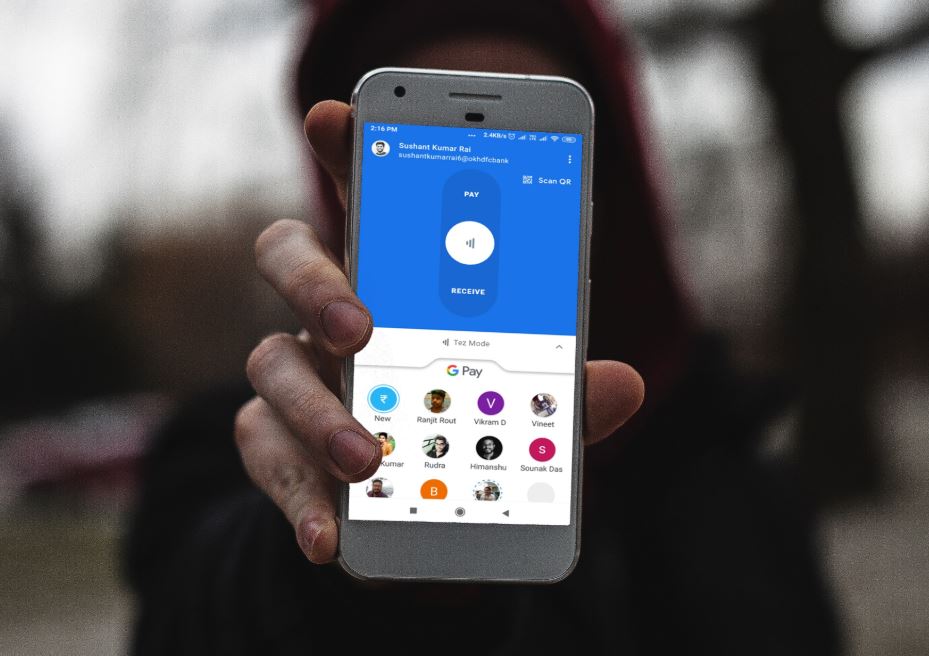 2:16 PM
2.4KB/s
Sushant Kumar Rai
sushantkumarrai6@okhdfcbank
Scan QR
PAY
RECEIVE
Tez Mode
G Pay
New
Ranjit Rout
Vikram D
V
Vineet
Kumar
Rudra
Himanshu
S
Sounak Das
B